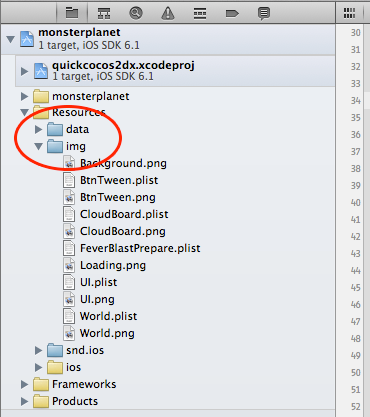 monsterplanet
1 target, iOS SDK 6.1
quickcocos2dx.xcodeproj
1 target, iOS SDK 6.1
monsterplanet
Resources
data
img
Background.png
BtnTween.plist
BtnTween.png
CloudBoard.plist
CloudBoard.png
FeverBlastPrepare.plist
Loading.png
UI.plist
UI.png
World.plist
World.png
snd.ios
ios
Frameworks
Products
30
31
32
33
34
35
36
37
38
39
40
41
42
43
44
45
46
47
48
49
50
51
52